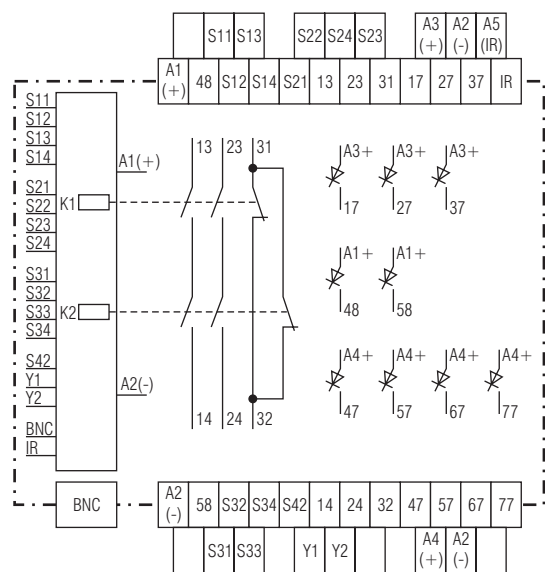 S11 S13 S22 S24 S23 A3 (+) A2 (-) A5 (IR)
A1 (+) 48 S12 S14 S21 13 23 31 17 27 37 IR
S11
S12
S13
S14
A1(+)
S21
K1
S22
S23
S24
S31
S32
K2
S33
S34
S42
Y1
A2(-)
Y2
BNC
IR
13 23 31
14 24 32
A3+ A3+ A3+
17 27 37
A1+ A1+
48 58
A4+ A4+ A4+ A4+
47 57 67 77
BNC
A2 (-) 58 S32 S34 S42 14 24 32 47 57 67 77
S31 S33 Y1 Y2 A4 (+) A2 (-)